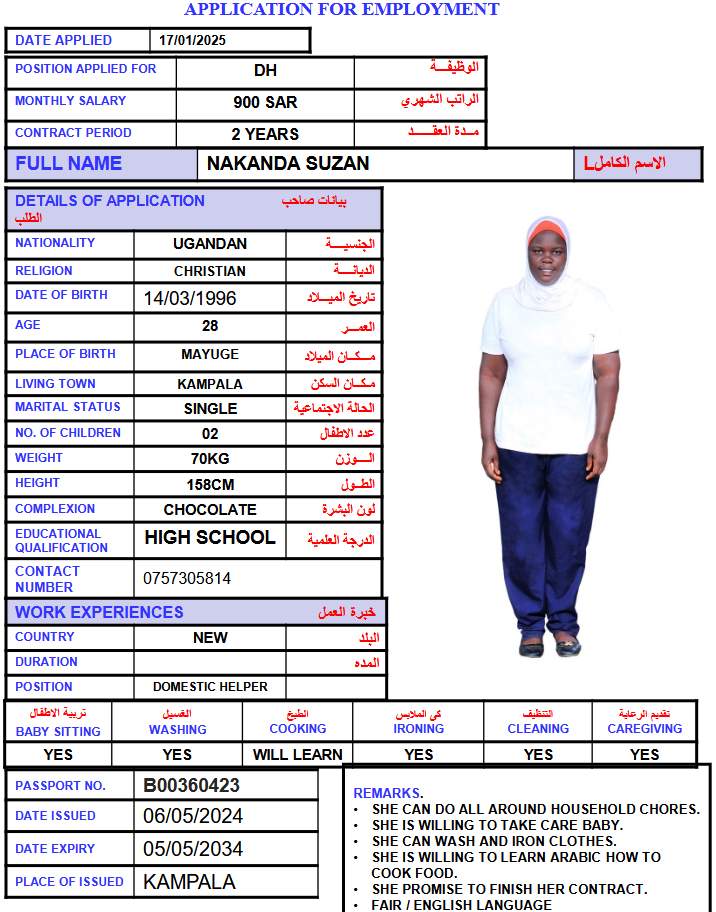 APPLICATION FOR EMPLOYMENT
DATE APPLIED 17/01/2025
POSITION APPLIED FOR DH الوظيفـــة
MONTHLY SALARY 900 SAR الراتب الشهري
CONTRACT PERIOD 2 YEARS مــدة العقـــــد
FULL NAME NAKANDA SUZAN الاسم الكاملL
DETAILS OF APPLICATION بيانات صاحب
الطلب
NATIONALITY UGANDAN الجنسيـــة
RELIGION CHRISTIAN الديانــــة
DATE OF BIRTH 14/03/1996 تاريخ الميـــلاد
AGE 28 العمـــر
PLACE OF BIRTH MAYUGE مــكــان الميلاد
LIVING TOWN KAMPALA مـكــان السكن
MARITAL STATUS SINGLE الحالة الاجتماعية
NO. OF CHILDREN 02 عدد الاطفال
WEIGHT 70KG الـــوزن
HEIGHT 158CM الطــول
COMPLEXION CHOCOLATE لون البشرة
EDUCATIONAL QUALIFICATION HIGH SCHOOL الدرجة العلمية
CONTACT NUMBER 0757305814
WORK EXPERIENCES خبرة العمل
COUNTRY NEW البلد
DURATION المده
POSITION DOMESTIC HELPER
تربية الاطفال الغسيل الطبخ كى الملابس التنظيف تقديم الرعاية
BABY SITTING WASHING COOKING IRONING CLEANING CAREGIVING
YES YES WILL LEARN YES YES YES
PASSPORT NO. B00360423
DATE ISSUED 06/05/2024
DATE EXPIRY 05/05/2034
PLACE OF ISSUED KAMPALA
REMARKS.
• SHE CAN DO ALL AROUND HOUSEHOLD CHORES.
• SHE IS WILLING TO TAKE CARE BABY.
• SHE CAN WASH AND IRON CLOTHES.
• SHE IS WILLING TO LEARN ARABIC HOW TO
COOK FOOD.
• SHE PROMISE TO FINISH HER CONTRACT.
• FAIR / ENGLISH LANGUAGE